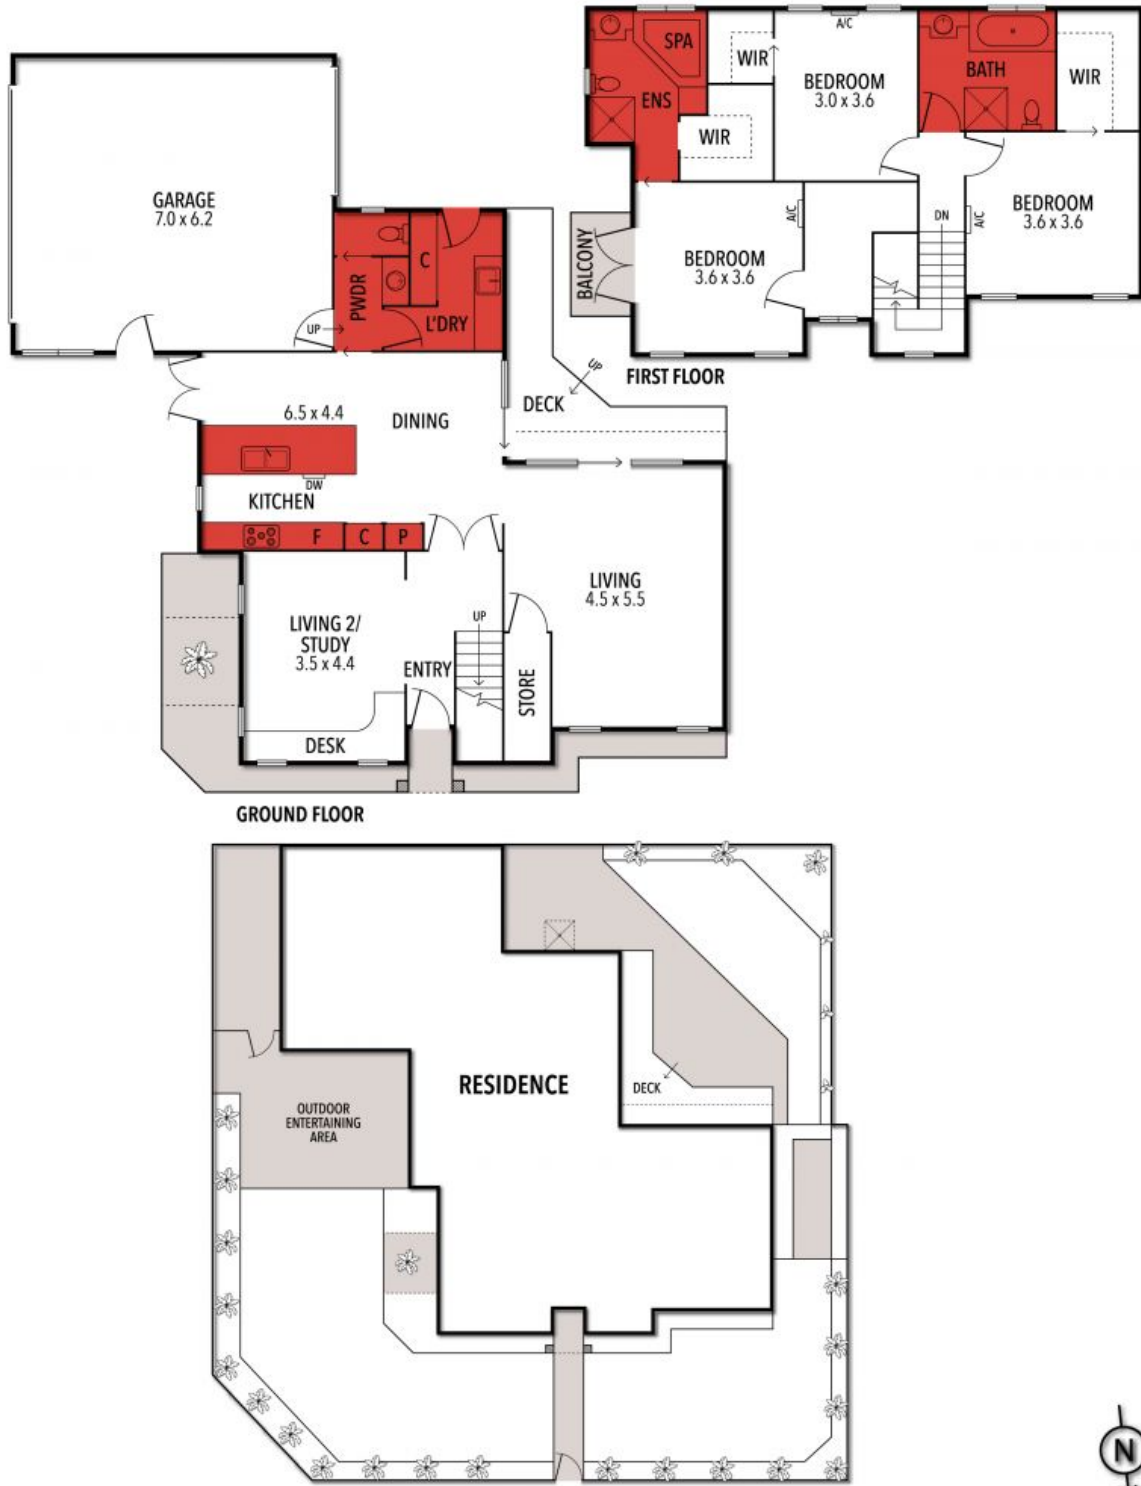 GARAGE
7.0 x 6.2
PWDR
C
L'DRY
UP
6.5 x 4.4
DINING
DECK
UP
KITCHEN
DW
F
C
P
LIVING 2/
STUDY
3.5 x 4.4
ENTRY
UP
STORE
LIVING
4.5 x 5.5
DESK
GROUND FLOOR
SPA
ENS
WIR
WIR
A/C
BEDROOM
3.0 x 3.6
BATH
WIR
BALCONY
BEDROOM
3.6 x 3.6
A/C
DN
A/C
BEDROOM
3.6 x 3.6
FIRST FLOOR
RESIDENCE
OUTDOOR
ENTERTAINING
AREA
DECK
N